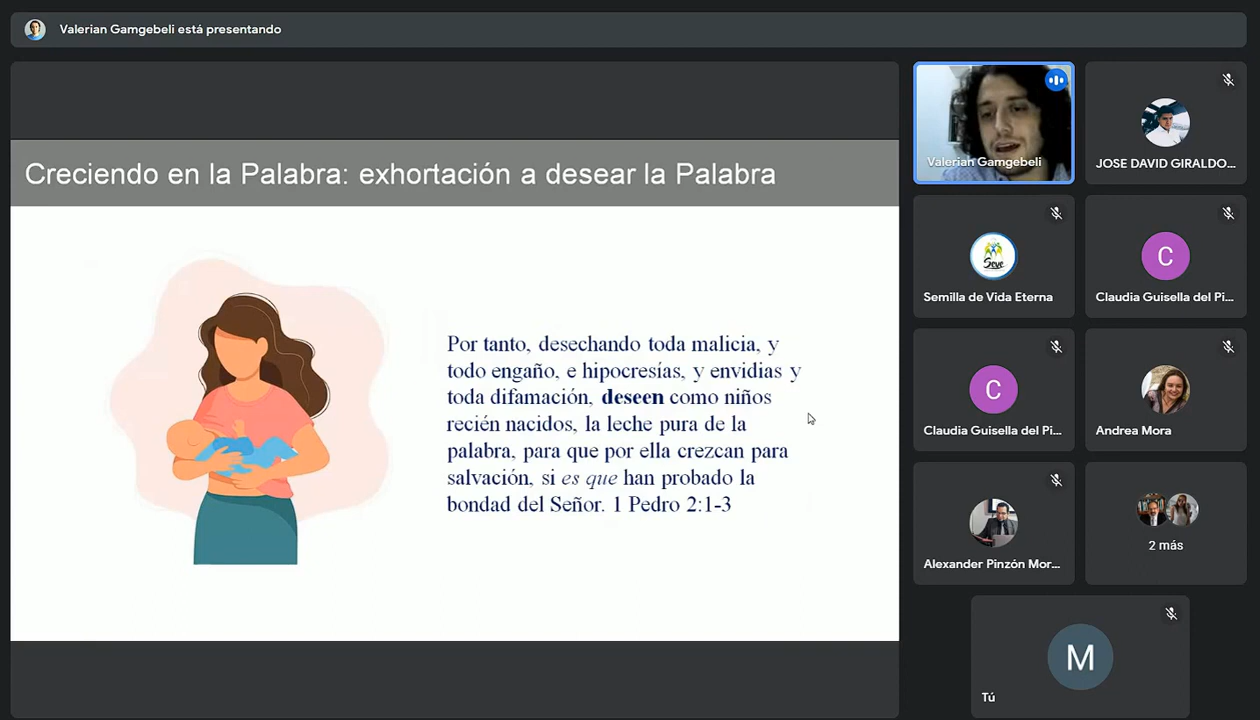 Valerian Gamgebeli está presentando
Creciendo en la Palabra: exhortación a desear la Palabra
Por tanto, desechando toda malicia, y
todo engaño, e hipocresías, y envidias y
toda difamación, deseen como niños
recién nacidos, la leche pura de la
palabra, para que por ella crezcan para
salvación, si es que han probado la
bondad del Señor. 1 Pedro 2:1-3
Valerian Gamgebeli
JOSE DAVID GIRALDO...
Seve
Semilla de Vida Eterna
C
Claudia Guisella del Pi...
C
Claudia Guisella del Pi...
Andrea Mora
Alexander Pinzón Mor...
2 más
M
Tú